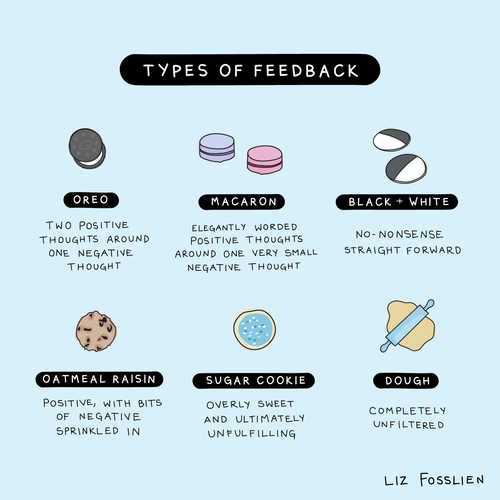 TYPES OF FEEDBACK
OREO
TWO POSITIVE
THOUGHTS AROUND
ONE NEGATIVE
THOUGHT
MACARON
ELEGANTLY WORDED
POSITIVE THOUGHTS
AROUND ONE VERY SMALL
NEGATIVE THOUGHT
BLACK + WHITE
NO-NONSENSE
STRAIGHT FORWARD
OATMEAL RAISIN
POSITIVE, WITH BITS
OF NEGATIVE
SPRINKLED IN
SUGAR COOKIE
OVERLY SWEET
AND ULTIMATELY
UNFULFILLING
DOUGH
COMPLETELY
UNFILTERED
LIZ FOSSLIEN